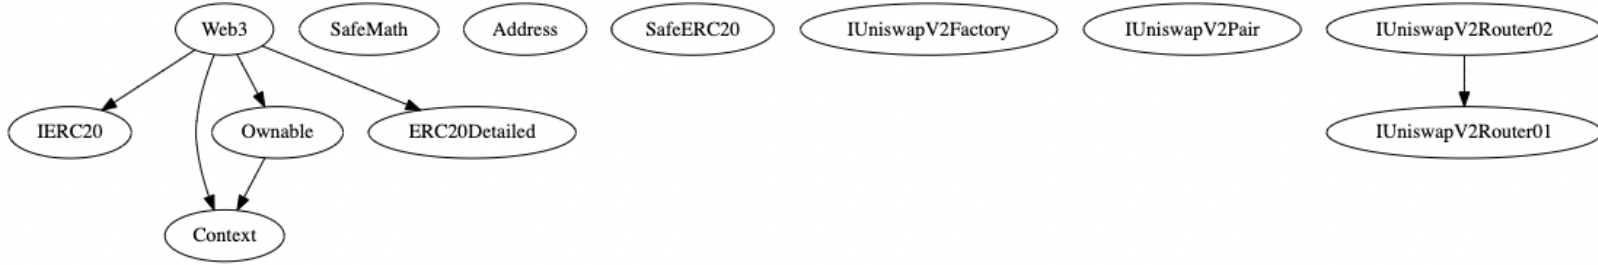 Web3 SafeMath Address SafeERC20 IUniswapV2Factory IUniswapV2Pair IUniswapV2Router02
IERC20 Ownable ERC20Detailed IUniswapV2Router01
Context